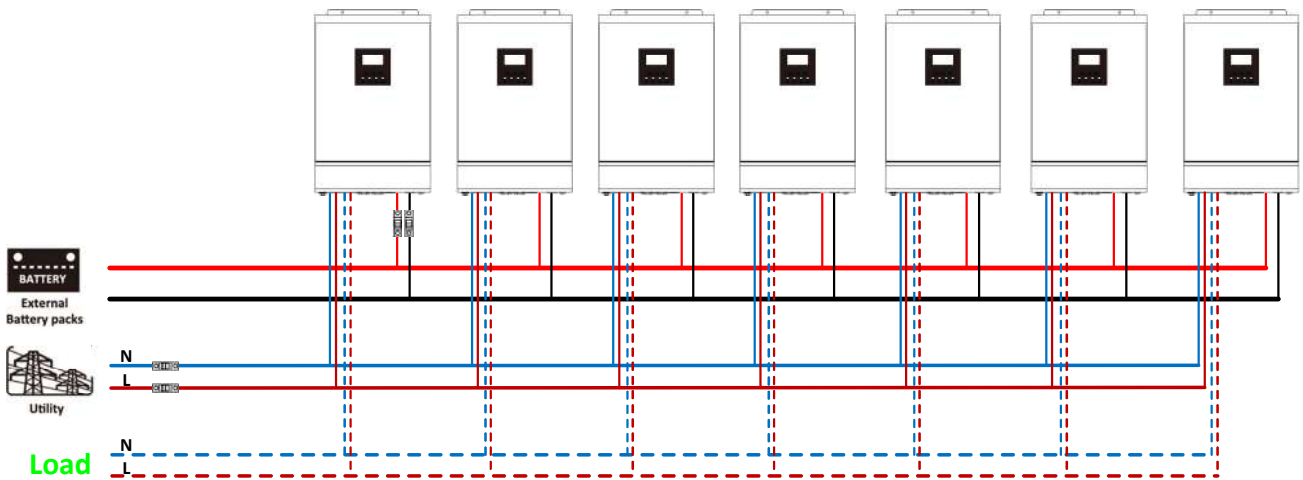 BATTERY
External
Battery packs
N
L
Utility
N
Load
L